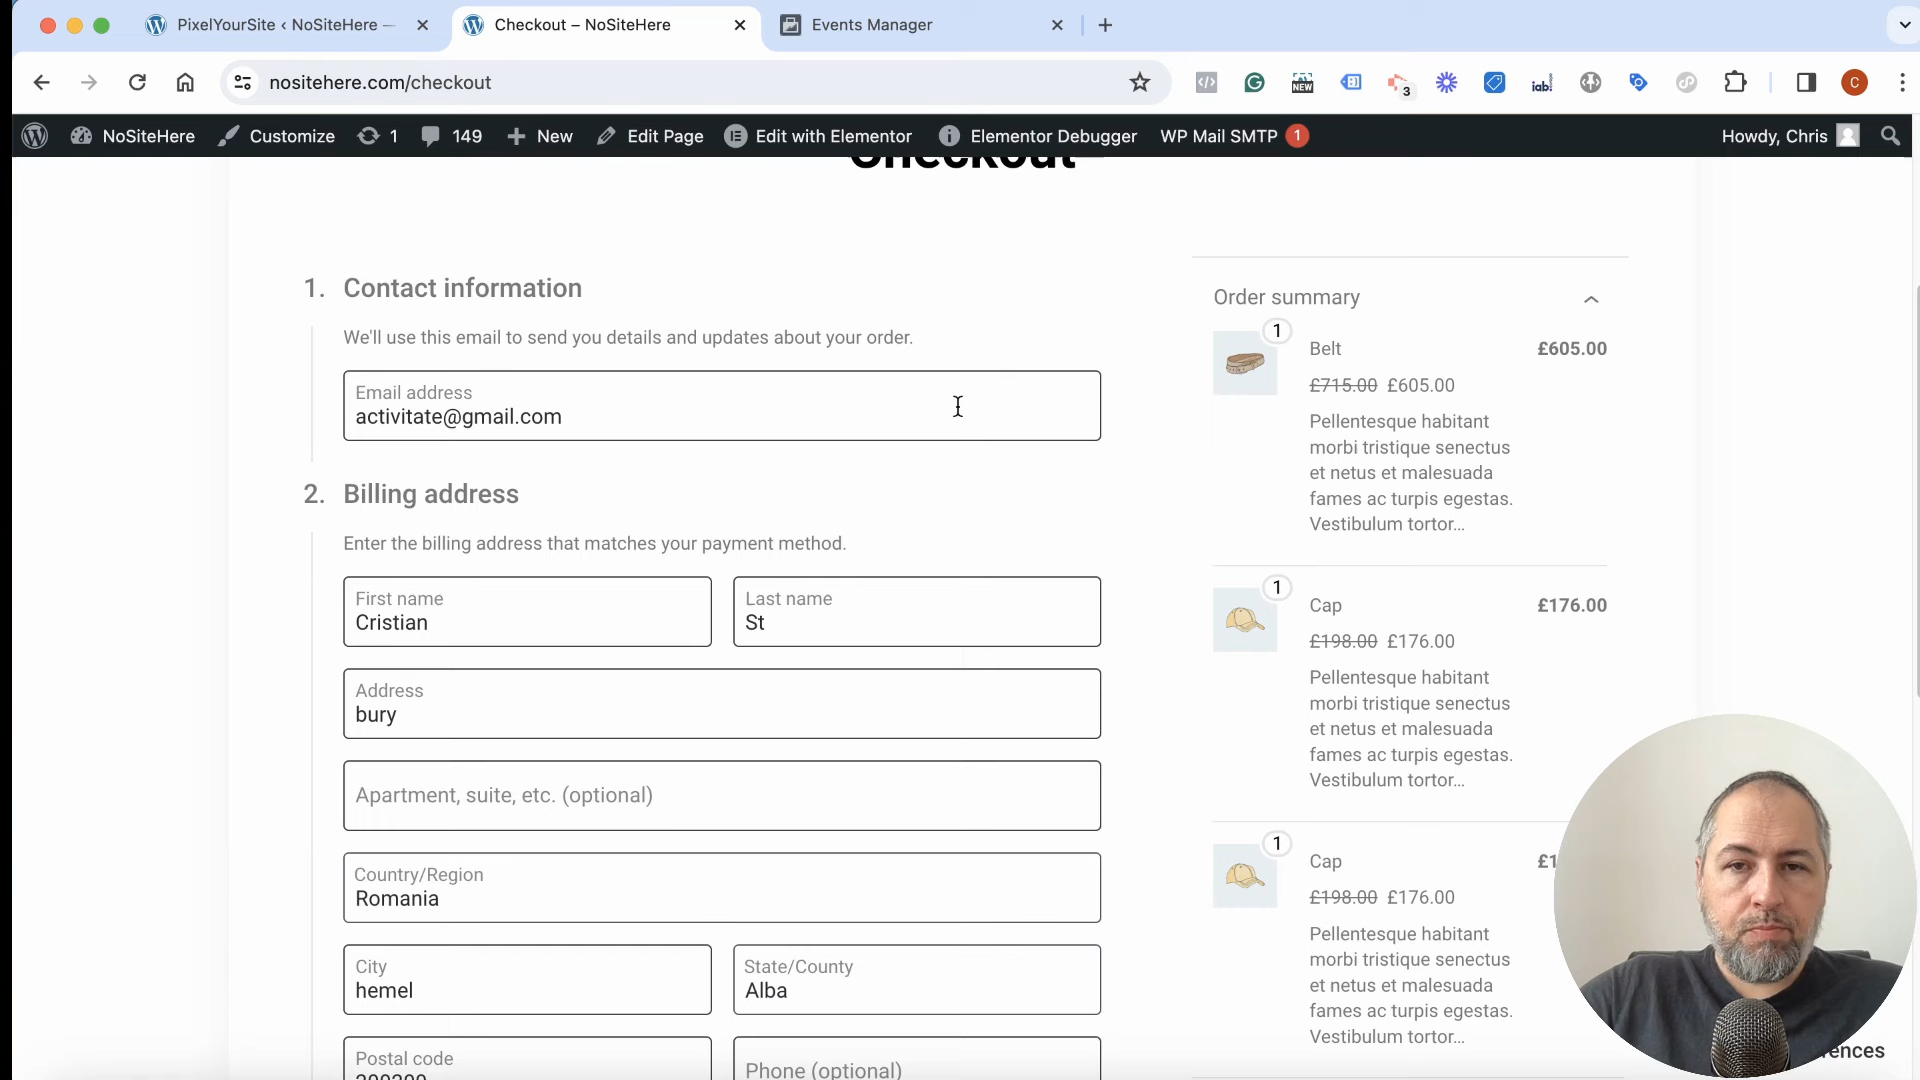 PixelYourSite ‹ NoSiteHere —
Checkout – NoSiteHere
Events Manager
nositehere.com/checkout
NEW
3
iab!
C
NoSiteHere
Customize
1
149
New
Edit Page
Edit with Elementor
Elementor Debugger
WP Mail SMTP 1
Howdy, Chris
Checkout
1. Contact information
We'll use this email to send you details and updates about your order.
Email address
activitate@gmail.com
2. Billing address
Enter the billing address that matches your payment method.
First name
Cristian
Last name
St
Address
bury
Apartment, suite, etc. (optional)
Country/Region
Romania
City
hemel
State/County
Alba
Postal code
Phone (optional)
Order summary
1
Belt
£605.00
£715.00 £605.00
Pellentesque habitant
morbi tristique senectus
et netus et malesuada
fames ac turpis egestas.
Vestibulum tortor…
1
Cap
£176.00
£198.00 £176.00
Pellentesque habitant
morbi tristique senectus
et netus et malesuada
fames ac turpis egestas.
Vestibulum tortor…
1
Cap
£198.00 £176.00
Pellentesque habitant
morbi tristique senectus
et netus et malesuada
fames ac turpis egestas.
Vestibulum tortor…